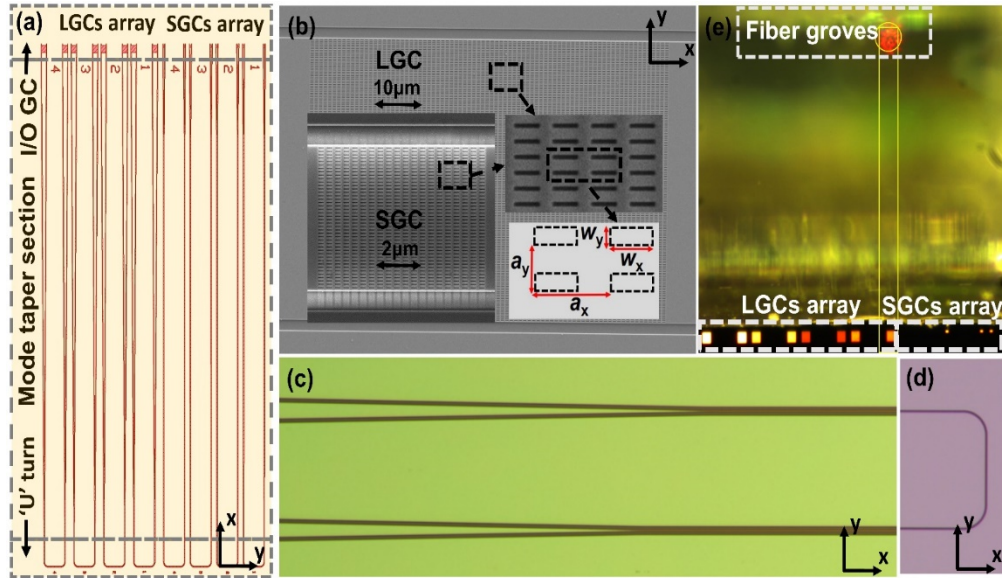 (a)
LGCs array SGCs array
4 3 2 1 4 3 2 1
I/O GC
Mode taper section
'U' turn
x
y
(b)
LGC
10μm
SGC
2μm
y
x
w_y
w_x
a_y
a_x
(e)
Fiber groves
LGCs array SGCs array
(c)
y
x
(d)
y
x